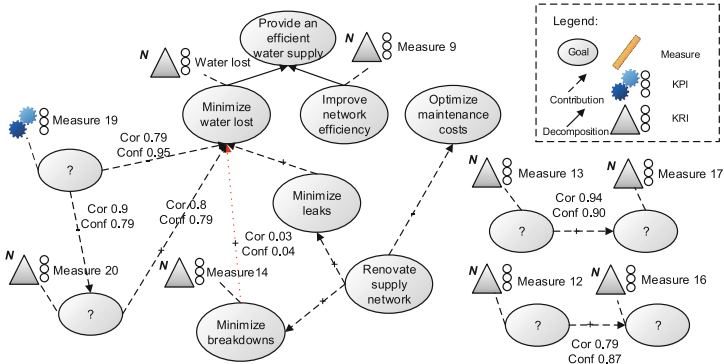 Provide an
efficient
water supply
N
Water lost
N
Measure 9
Minimize
water lost
Improve
network
efficiency
Optimize
maintenance
costs
Measure 19
?
Cor 0.79
-
Conf 0.95
+
Minimize
leaks
Cor 0.9
-
Conf 0.79
Cor 0.8
Conf 0.79
+
+
Cor 0.03
Conf 0.04
+
+
+
N
Measure 20
?
N
Measure14
Minimize
breakdowns
Renovate
supply
network
Legend:
Goal
Measure
Contribution
KPI
Decomposition
KRI
N
Measure 13
N
Measure 17
?
Cor 0.94
+
Conf 0.90
?
N
Measure 12
N
Measure 16
?
+
Cor 0.79
Conf 0.87
?